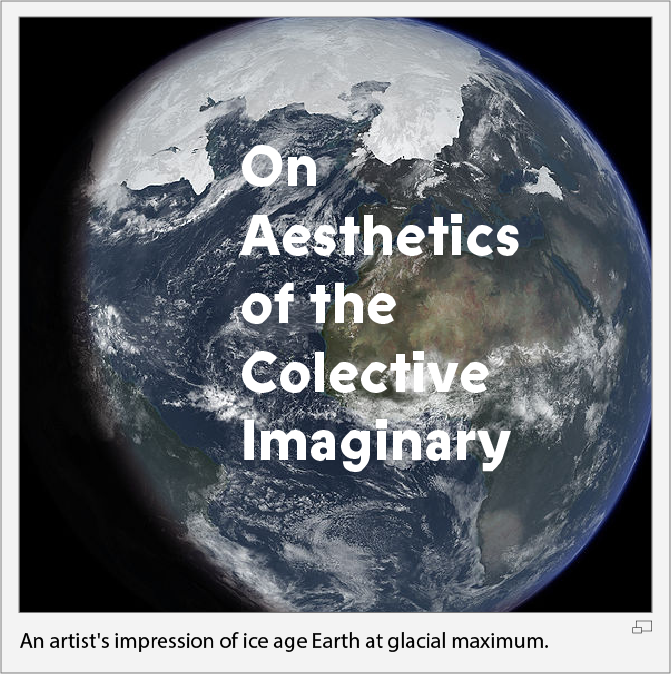 On
Aesthetics
of the
Colective
Imaginary
An artist's impression of ice age Earth at glacial maximum.